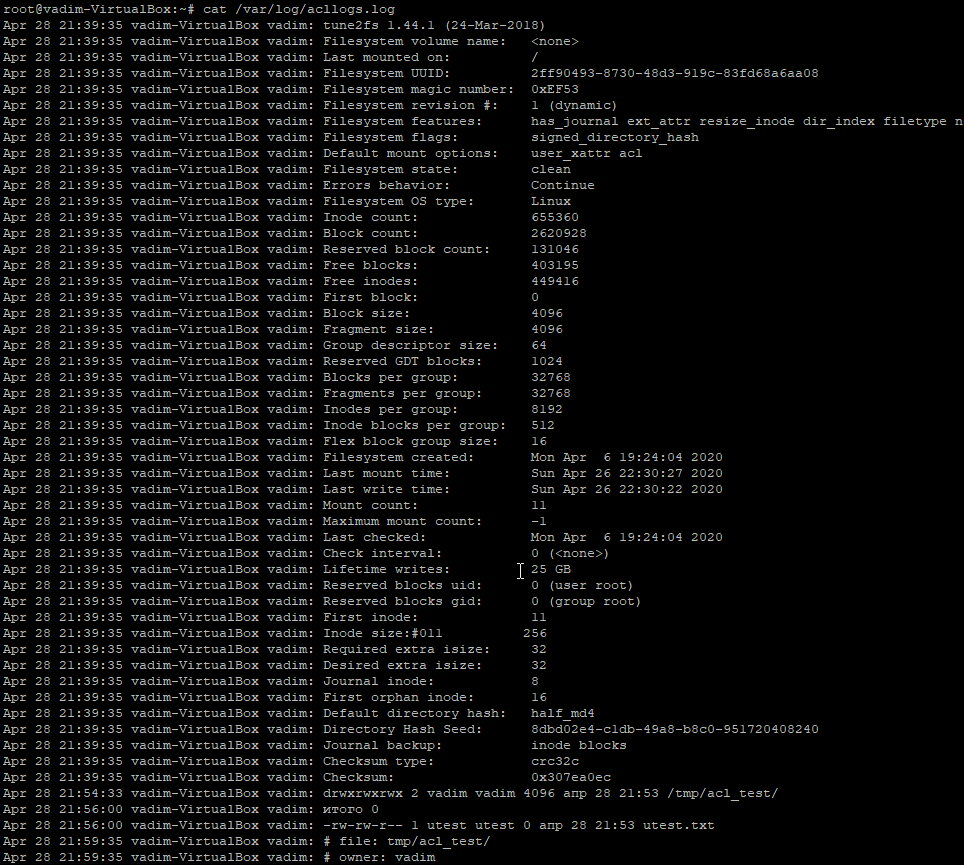 root@vadim-VirtualBox:~# cat /var/log/acllogs.log
Apr 28 21:39:35 vadim-VirtualBox vadim: tune2fs 1.44.1 (24-Mar-2018)
Apr 28 21:39:35 vadim-VirtualBox vadim: Filesystem volume name:   <none>
Apr 28 21:39:35 vadim-VirtualBox vadim: Last mounted on:          /
Apr 28 21:39:35 vadim-VirtualBox vadim: Filesystem UUID:          2ff90493-8730-48d3-919c-83fd68a6aa08
Apr 28 21:39:35 vadim-VirtualBox vadim: Filesystem magic number:  0xEF53
Apr 28 21:39:35 vadim-VirtualBox vadim: Filesystem revision #:    1 (dynamic)
Apr 28 21:39:35 vadim-VirtualBox vadim: Filesystem features:      has_journal ext_attr resize_inode dir_index filetype n
Apr 28 21:39:35 vadim-VirtualBox vadim: Filesystem flags:         signed_directory_hash
Apr 28 21:39:35 vadim-VirtualBox vadim: Default mount options:    user_xattr acl
Apr 28 21:39:35 vadim-VirtualBox vadim: Filesystem state:         clean
Apr 28 21:39:35 vadim-VirtualBox vadim: Errors behavior:          Continue
Apr 28 21:39:35 vadim-VirtualBox vadim: Filesystem OS type:       Linux
Apr 28 21:39:35 vadim-VirtualBox vadim: Inode count:              655360
Apr 28 21:39:35 vadim-VirtualBox vadim: Block count:              2620928
Apr 28 21:39:35 vadim-VirtualBox vadim: Reserved block count:     131046
Apr 28 21:39:35 vadim-VirtualBox vadim: Free blocks:              403195
Apr 28 21:39:35 vadim-VirtualBox vadim: Free inodes:              449416
Apr 28 21:39:35 vadim-VirtualBox vadim: First block:              0
Apr 28 21:39:35 vadim-VirtualBox vadim: Block size:               4096
Apr 28 21:39:35 vadim-VirtualBox vadim: Fragment size:            4096
Apr 28 21:39:35 vadim-VirtualBox vadim: Group descriptor size:    64
Apr 28 21:39:35 vadim-VirtualBox vadim: Reserved GDT blocks:      1024
Apr 28 21:39:35 vadim-VirtualBox vadim: Blocks per group:         32768
Apr 28 21:39:35 vadim-VirtualBox vadim: Fragments per group:      32768
Apr 28 21:39:35 vadim-VirtualBox vadim: Inodes per group:         8192
Apr 28 21:39:35 vadim-VirtualBox vadim: Inode blocks per group:   512
Apr 28 21:39:35 vadim-VirtualBox vadim: Flex block group size:    16
Apr 28 21:39:35 vadim-VirtualBox vadim: Filesystem created:       Mon Apr  6 19:24:04 2020
Apr 28 21:39:35 vadim-VirtualBox vadim: Last mount time:          Sun Apr 26 22:30:27 2020
Apr 28 21:39:35 vadim-VirtualBox vadim: Last write time:          Sun Apr 26 22:30:22 2020
Apr 28 21:39:35 vadim-VirtualBox vadim: Mount count:              11
Apr 28 21:39:35 vadim-VirtualBox vadim: Maximum mount count:      -1
Apr 28 21:39:35 vadim-VirtualBox vadim: Last checked:             Mon Apr  6 19:24:04 2020
Apr 28 21:39:35 vadim-VirtualBox vadim: Check interval:           0 (<none>)
Apr 28 21:39:35 vadim-VirtualBox vadim: Lifetime writes:          25 GB
Apr 28 21:39:35 vadim-VirtualBox vadim: Reserved blocks uid:      0 (user root)
Apr 28 21:39:35 vadim-VirtualBox vadim: Reserved blocks gid:      0 (group root)
Apr 28 21:39:35 vadim-VirtualBox vadim: First inode:              11
Apr 28 21:39:35 vadim-VirtualBox vadim: Inode size:#011          256
Apr 28 21:39:35 vadim-VirtualBox vadim: Required extra isize:     32
Apr 28 21:39:35 vadim-VirtualBox vadim: Desired extra isize:      32
Apr 28 21:39:35 vadim-VirtualBox vadim: Journal inode:            8
Apr 28 21:39:35 vadim-VirtualBox vadim: First orphan inode:       16
Apr 28 21:39:35 vadim-VirtualBox vadim: Default directory hash:   half_md4
Apr 28 21:39:35 vadim-VirtualBox vadim: Directory Hash Seed:      8dbd02e4-c1db-49a8-b8c0-951720408240
Apr 28 21:39:35 vadim-VirtualBox vadim: Journal backup:           inode blocks
Apr 28 21:39:35 vadim-VirtualBox vadim: Checksum type:            crc32c
Apr 28 21:39:35 vadim-VirtualBox vadim: Checksum:                 0x307ea0ec
Apr 28 21:54:33 vadim-VirtualBox vadim: drwxrwxrwx 2 vadim vadim 4096 апр 28 21:53 /tmp/acl_test/
Apr 28 21:56:00 vadim-VirtualBox vadim: итого 0
Apr 28 21:56:00 vadim-VirtualBox vadim: -rw-rw-r-- 1 utest utest 0 апр 28 21:53 utest.txt
Apr 28 21:59:35 vadim-VirtualBox vadim: # file: tmp/acl_test/
Apr 28 21:59:35 vadim-VirtualBox vadim: # owner: vadim